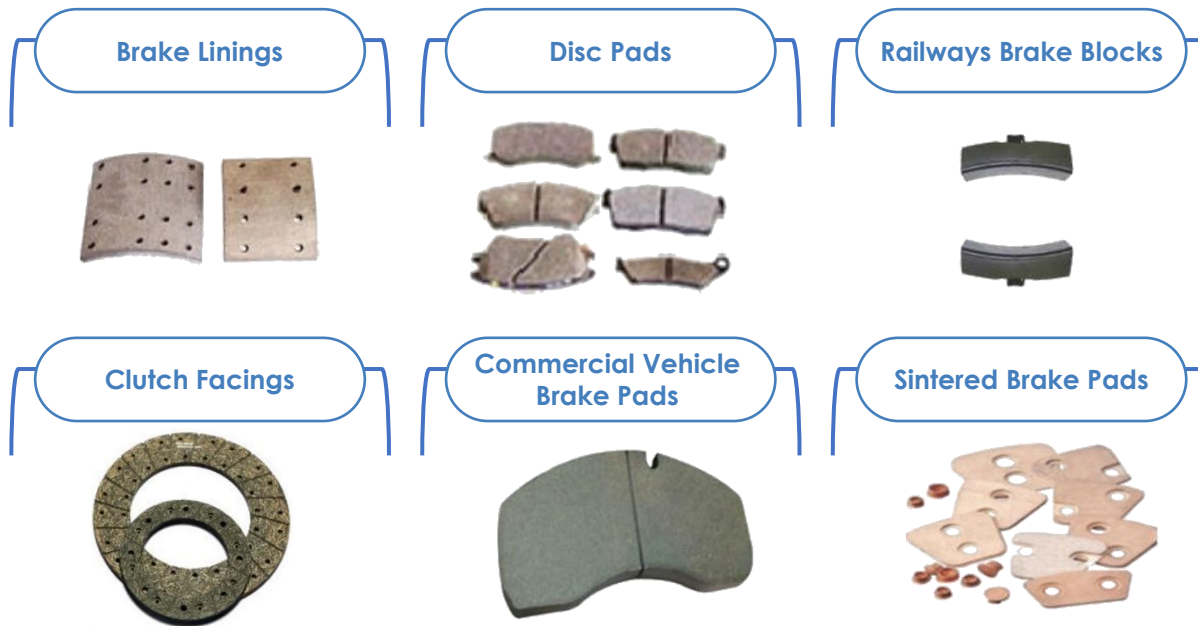 Brake Linings
Disc Pads
Railways Brake Blocks
Clutch Facings
Commercial Vehicle
Brake Pads
Sintered Brake Pads